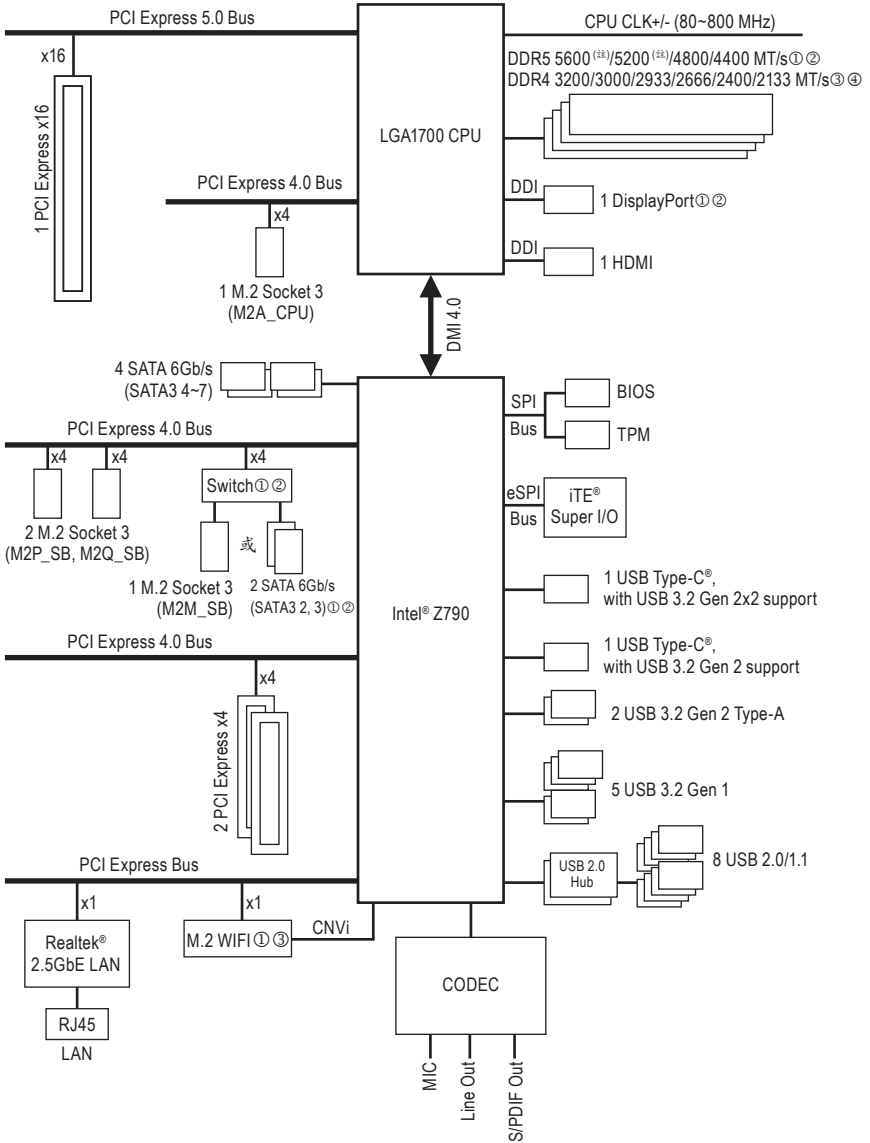 PCI Express 5.0 Bus
CPU CLK+/- (80~800 MHz)
x16
DDR5 5600 (註)/5200 (註)/4800/4400 MT/s①②
DDR4 3200/3000/2933/2666/2400/2133 MT/s③④
1 PCI Express x16
LGA1700 CPU
PCI Express 4.0 Bus
x4
DDI
1 DisplayPort①②
DDI
1 HDMI
1 M.2 Socket 3
(M2A_CPU)
DMI 4.0
4 SATA 6Gb/s
(SATA3 4~7)
SPI
Bus
BIOS
TPM
PCI Express 4.0 Bus
x4
x4
x4
Switch①②
eSPI
Bus
iTE®
Super I/O
2 M.2 Socket 3
(M2P_SB, M2Q_SB)
或
1 M.2 Socket 3
(M2M_SB)
2 SATA 6Gb/s
(SATA3 2, 3)①②
Intel® Z790
1 USB Type-C®,
with USB 3.2 Gen 2x2 support
PCI Express 4.0 Bus
1 USB Type-C®,
with USB 3.2 Gen 2 support
x4
2 PCI Express x4
2 USB 3.2 Gen 2 Type-A
5 USB 3.2 Gen 1
PCI Express Bus
USB 2.0
Hub
8 USB 2.0/1.1
x1
x1
Realtek®
2.5GbE LAN
M.2 WIFI①③
CNVi
CODEC
RJ45
LAN
MIC
Line Out
S/PDIF Out